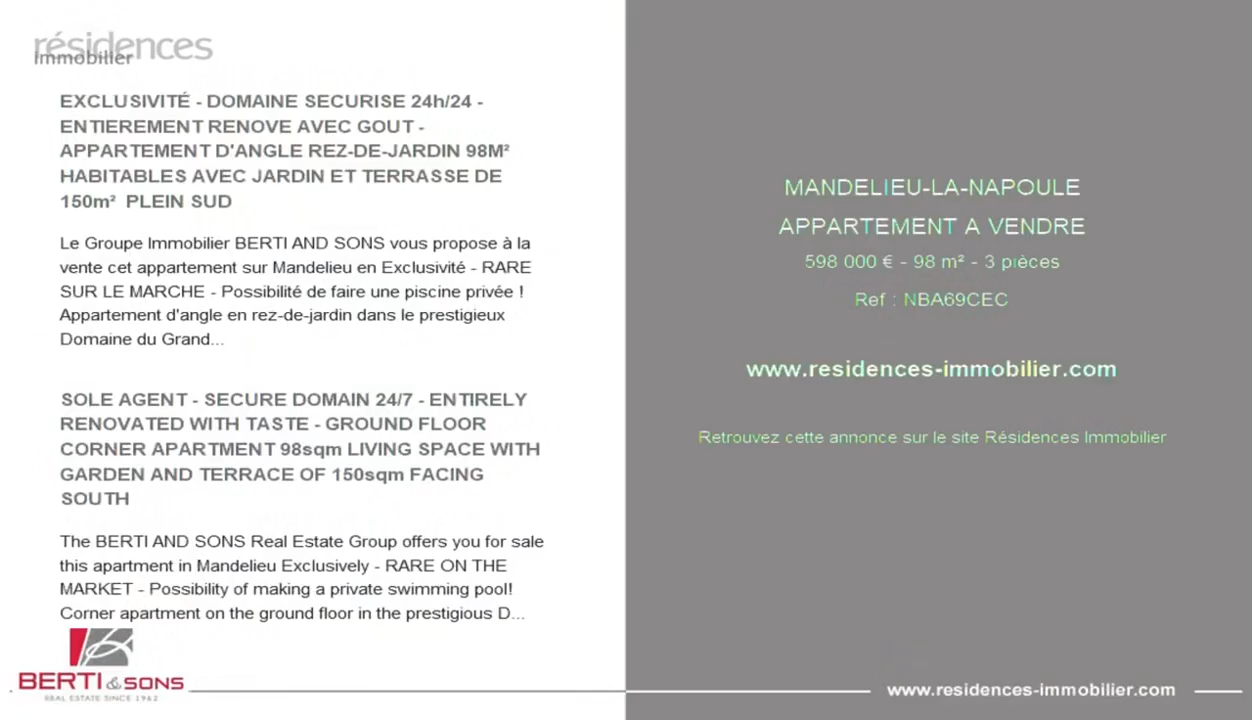 résidences
Immobilier
EXCLUSIVITÉ - DOMAINE SECURISE 24h/24 -
ENTIEREMENT RENOVE AVEC GOUT -
APPARTEMENT D'ANGLE REZ-DE-JARDIN 98M²
HABITABLES AVEC JARDIN ET TERRASSE DE
150m² PLEIN SUD
Le Groupe Immobilier BERTI AND SONS vous propose à la
vente cet appartement sur Mandelieu en Exclusivité - RARE
SUR LE MARCHE - Possibilité de faire une piscine privée !
Appartement d'angle en rez-de-jardin dans le prestigieux
Domaine du Grand...
SOLE AGENT - SECURE DOMAIN 24/7 - ENTIRELY
RENOVATED WITH TASTE - GROUND FLOOR
CORNER APARTMENT 98sqm LIVING SPACE WITH
GARDEN AND TERRACE OF 150sqm FACING
SOUTH
The BERTI AND SONS Real Estate Group offers you for sale
this apartment in Mandelieu Exclusively - RARE ON THE
MARKET - Possibility of making a private swimming pool!
Corner apartment on the ground floor in the prestigious D...
BERTI & SONS
REAL ESTATE SINCE 1962
MANDELIEU-LA-NAPOULE
APPARTEMENT A VENDRE
598 000 € - 98 m² - 3 pièces
Ref : NBA69CEC
www.residences-immobilier.com
Retrouvez cette annonce sur le site Résidences Immobilier
www.residences-immobilier.com